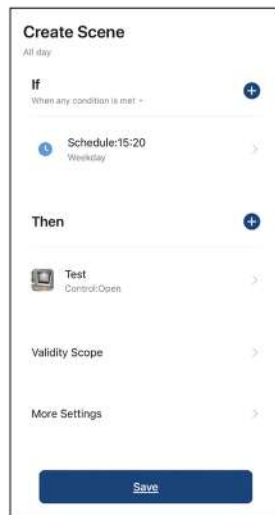 Create Scene
All day
If
When any condition is met
Schedule:15:20
Weekday
Then
Test
Control:Open
Validity Scope
More Settings
Save